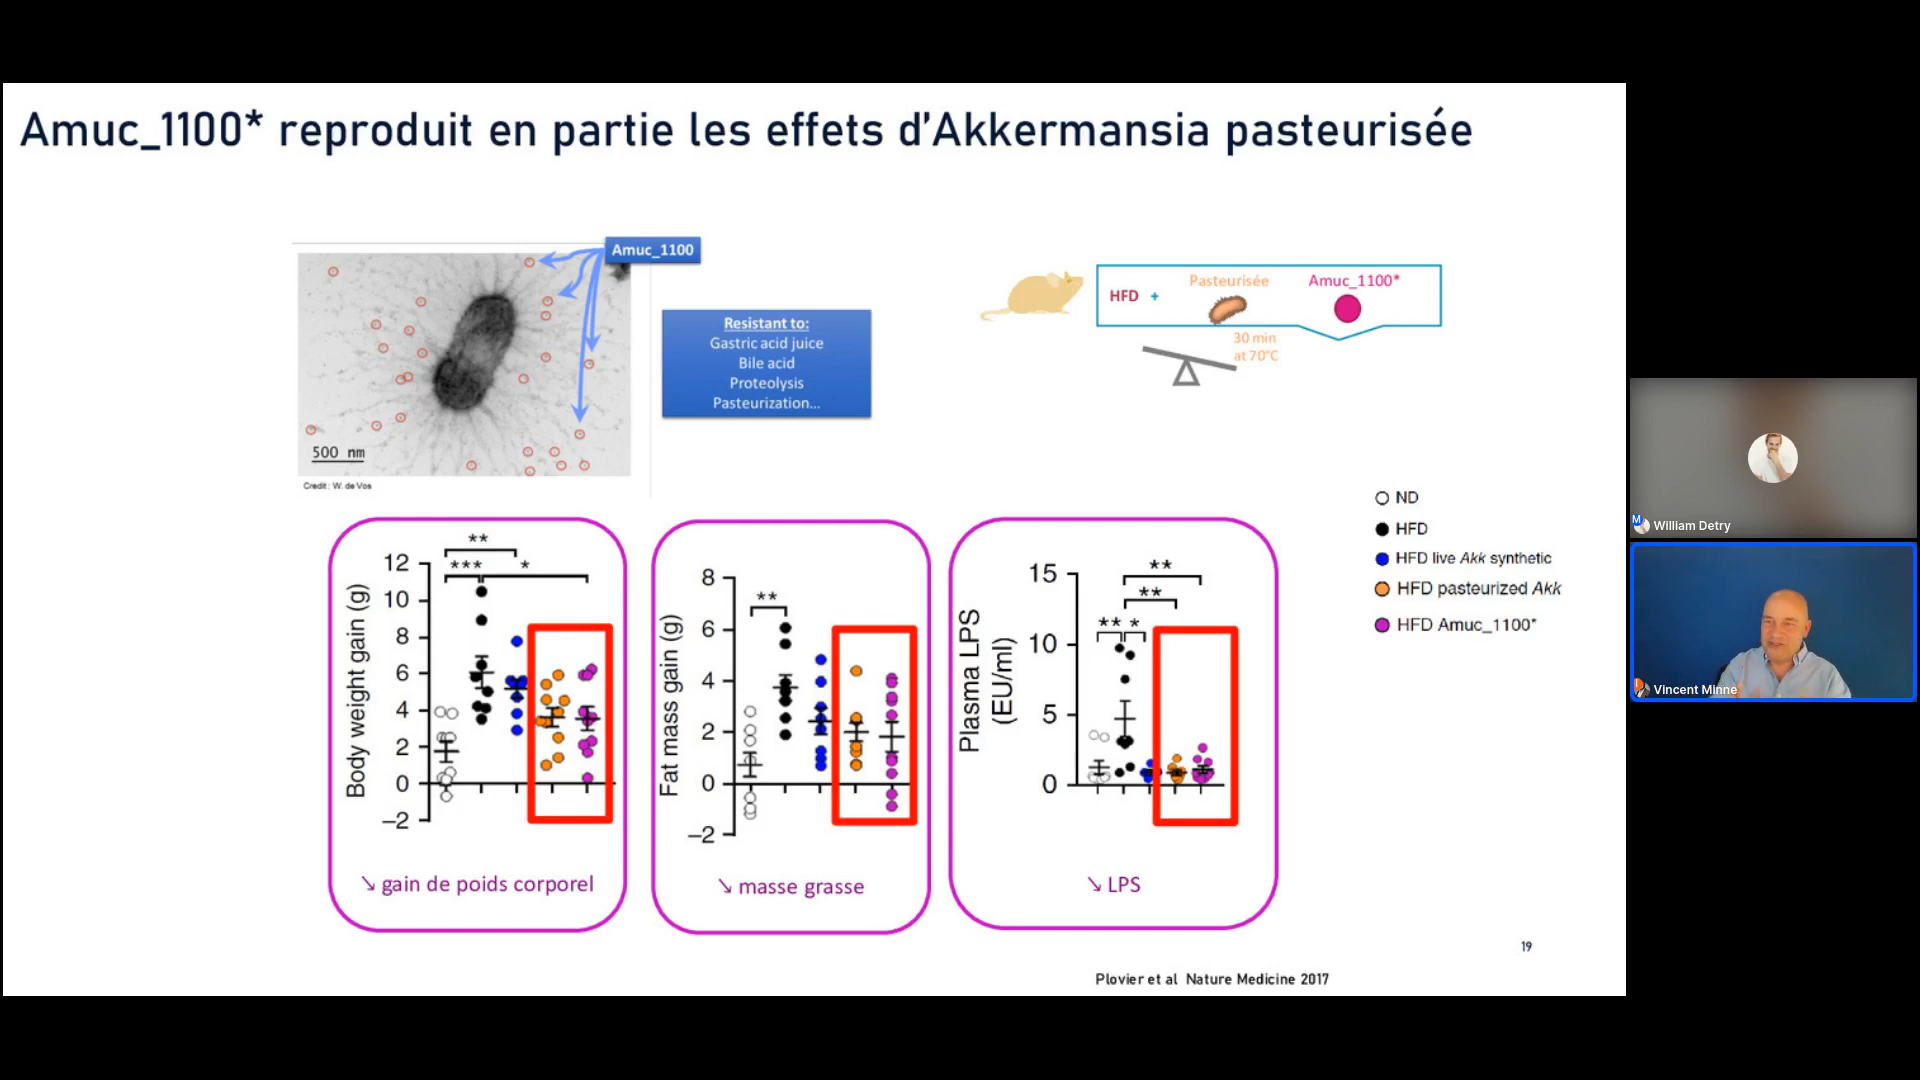 Amuc_1100* reproduit en partie les effets d'Akkermansia pasteurisée
Amuc_1100
500 nm
Credit: W. de Vos
Resistant to:
Gastric acid juice
Bile acid
Proteolysis
Pasteurization...
HFD +
Pasteurisée
Amuc_1100*
30 min
at 70°C
ND
HFD
HFD live Akk synthetic
HFD pasteurized Akk
HFD Amuc_1100*
Body weight gain (g)
12
10
8
6
4
2
0
–2
**
***
*
↘ gain de poids corporel
Fat mass gain (g)
8
6
4
2
0
–2
**
↘ masse grasse
Plasma LPS
(EU/ml)
15
10
5
0
**
**
**
*
↘ LPS
19
Plovier et al Nature Medicine 2017
M
William Detry
Vincent Minne